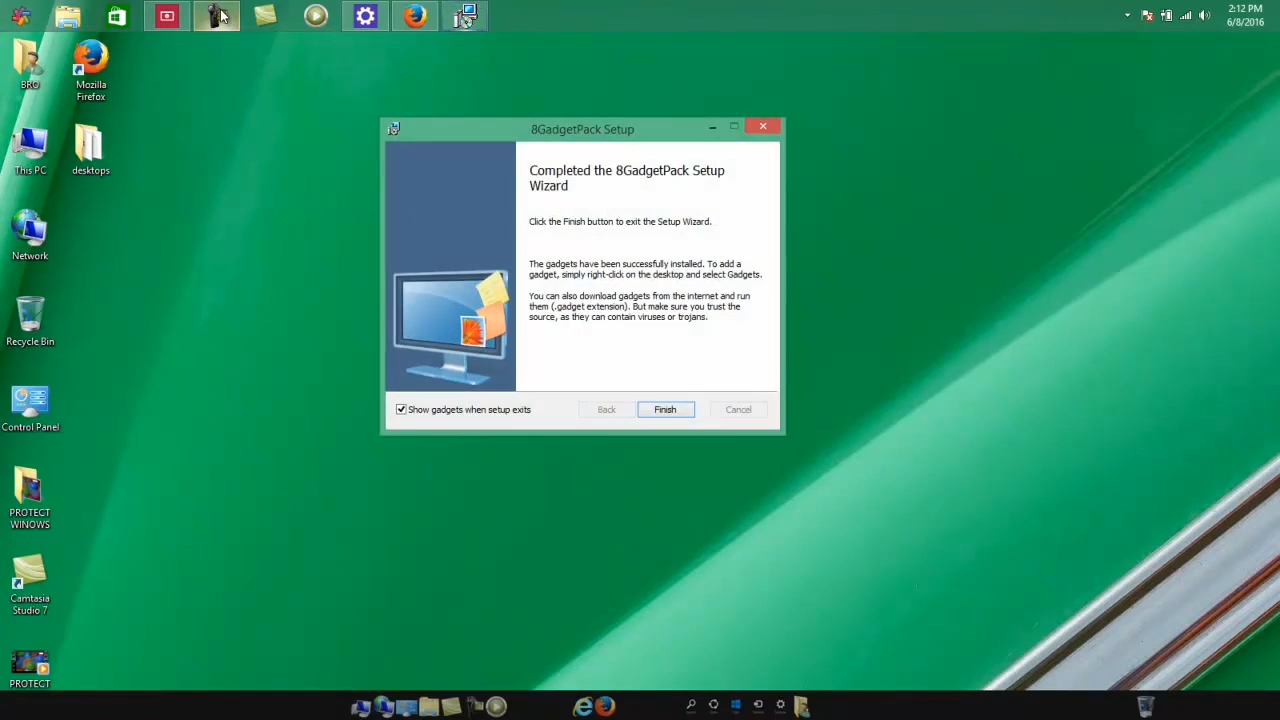 2:12 PM
6/8/2016
BRO
Mozilla
Firefox
This PC
desktops
Network
Recycle Bin
Control Panel
PROTECT
WINOWS
Camtasia
Studio 7
PROTECT
8GadgetPack Setup
Completed the 8GadgetPack Setup
Wizard
Click the Finish button to exit the Setup Wizard.
The gadgets have been successfully installed. To add a
gadget, simply right-click on the desktop and select Gadgets.
You can also download gadgets from the internet and run
them (.gadget extension). But make sure you trust the
source, as they can contain viruses or trojans.
Show gadgets when setup exits
Back
Finish
Cancel